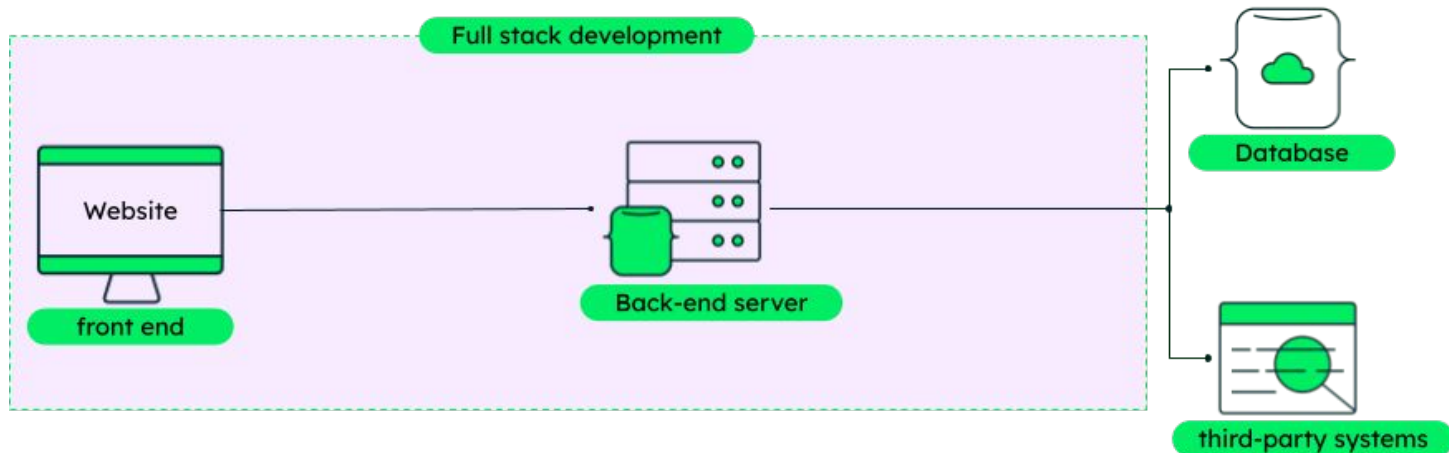 Full stack development
Website
front end
Back-end server
Database
third-party systems